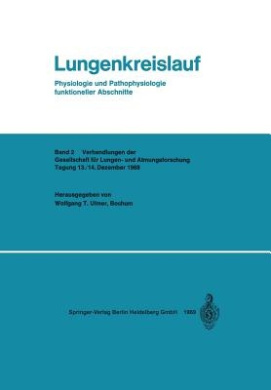 Lungenkreislauf
Physiologie und Pathophysiologie
funktioneller Abschnitte
Band 2 Verhandlungen der
Gesellschaft für Lungen- und Atmungsforschung
Tagung 13./14. Dezember 1968
Herausgegeben von
Wolfgang T. Ulmer, Bochum
Springer-Verlag Berlin Heidelberg GmbH 1969